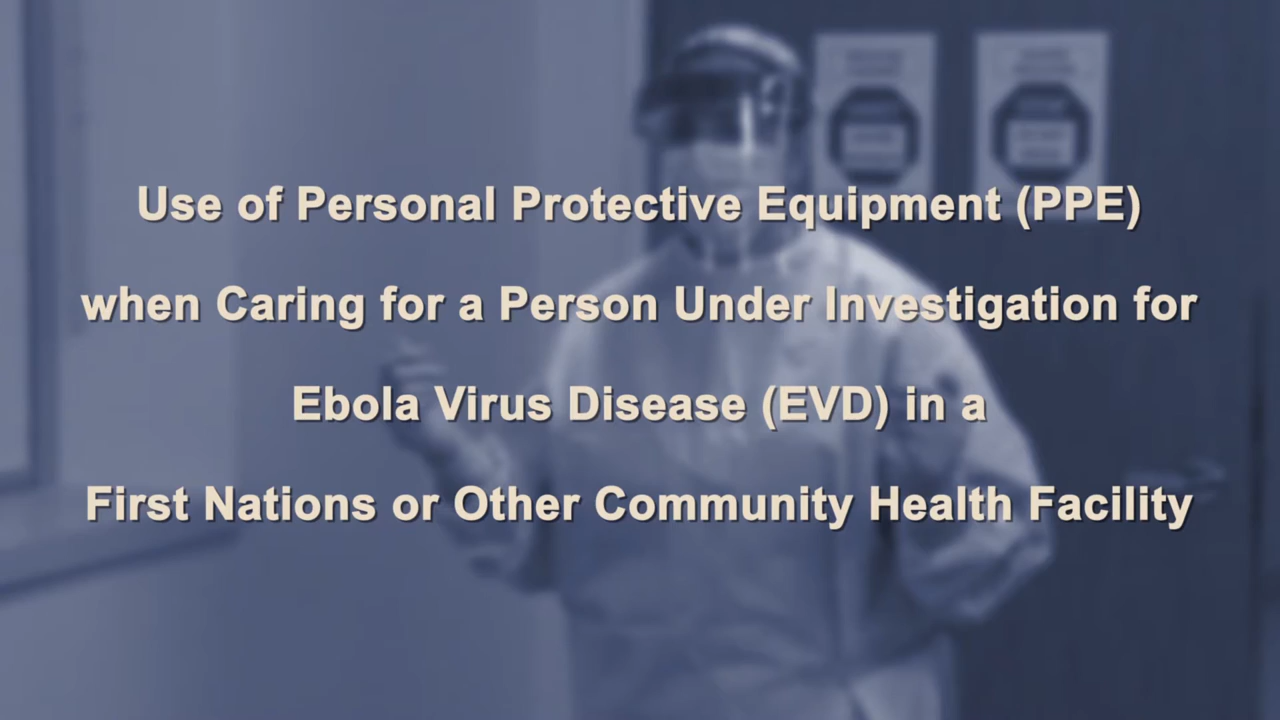 Use of Personal Protective Equipment (PPE)
when Caring for a Person Under Investigation for
Ebola Virus Disease (EVD) in a
First Nations or Other Community Health Facility